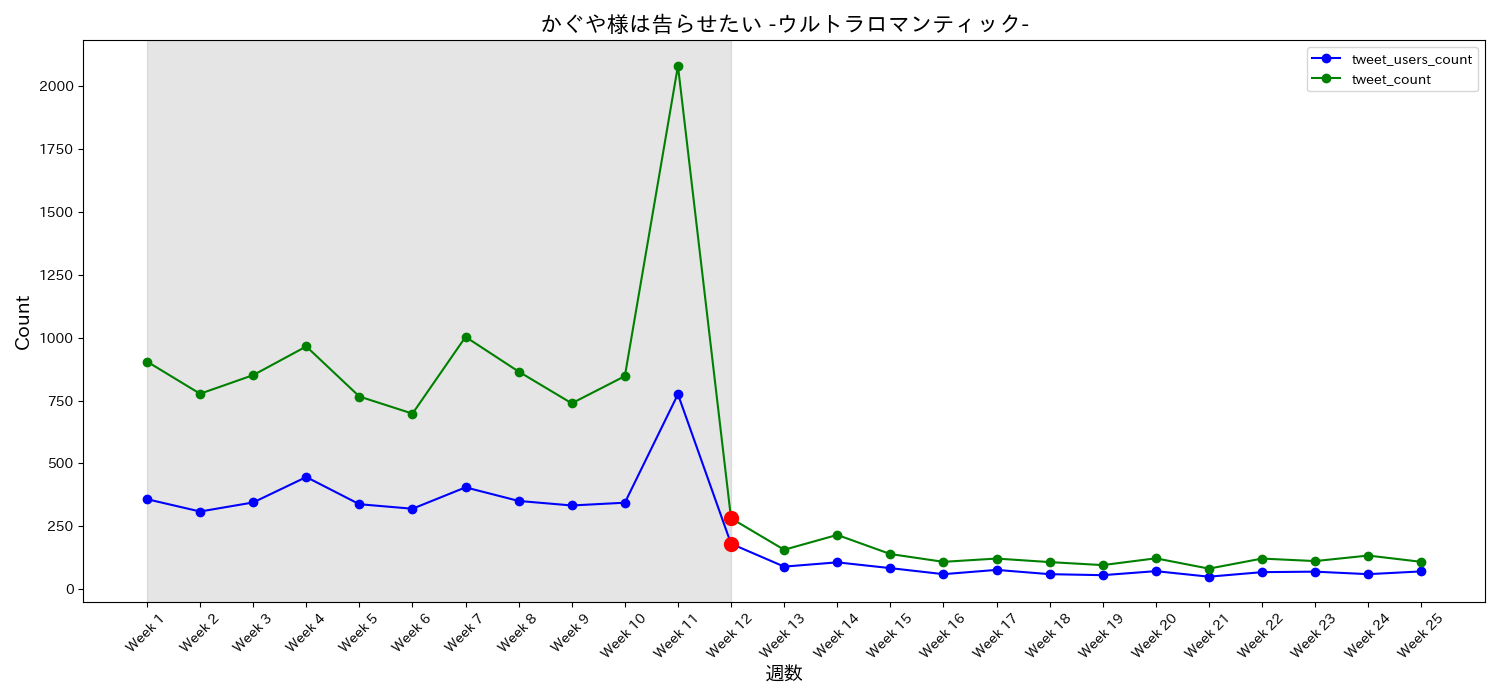 かぐや様は告らせたい -ウルトラロマンティック-
tweet_users_count
tweet_count
2000
1750
1500
1250
1000
750
500
250
0
Count
Week 1
Week 2
Week 3
Week 4
Week 5
Week 6
Week 7
Week 8
Week 9
Week 10
Week 11
Week 12
Week 13
Week 14
Week 15
Week 16
Week 17
Week 18
Week 19
Week 20
Week 21
Week 22
Week 23
Week 24
Week 25
週数